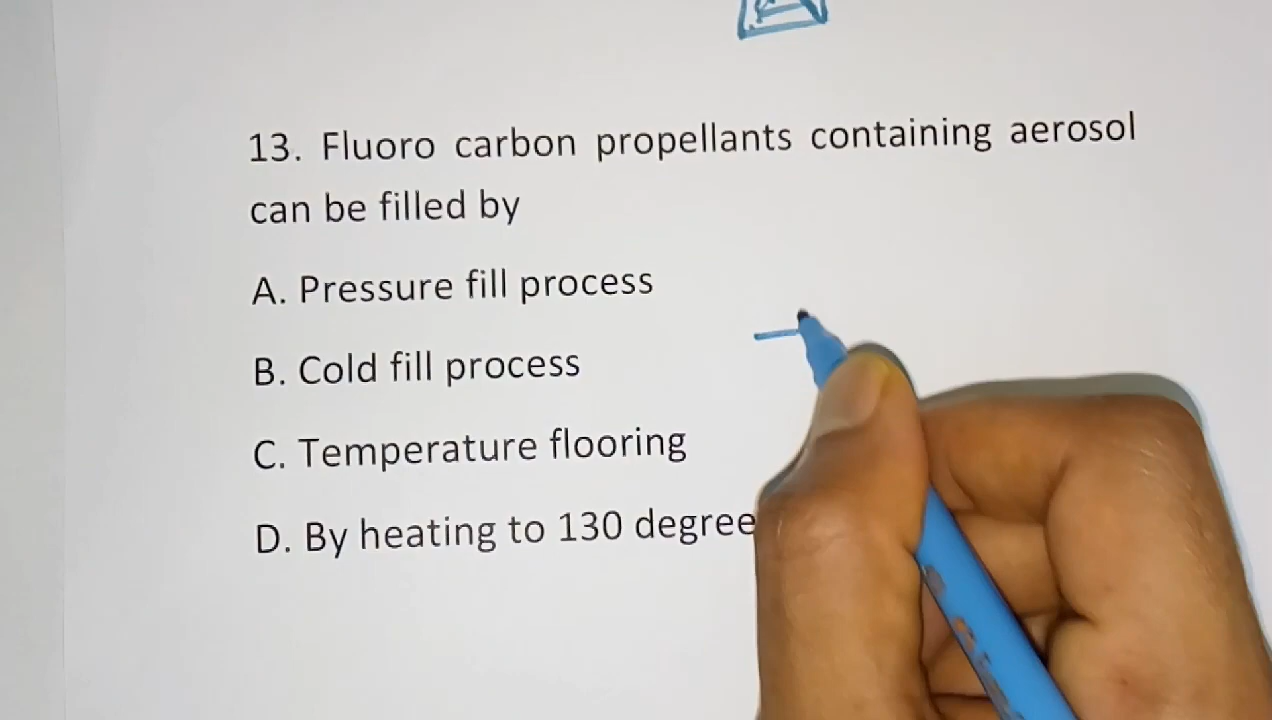 13. Fluoro carbon propellants containing aerosol
can be filled by
A. Pressure fill process
B. Cold fill process
C. Temperature flooring
D. By heating to 130 degree